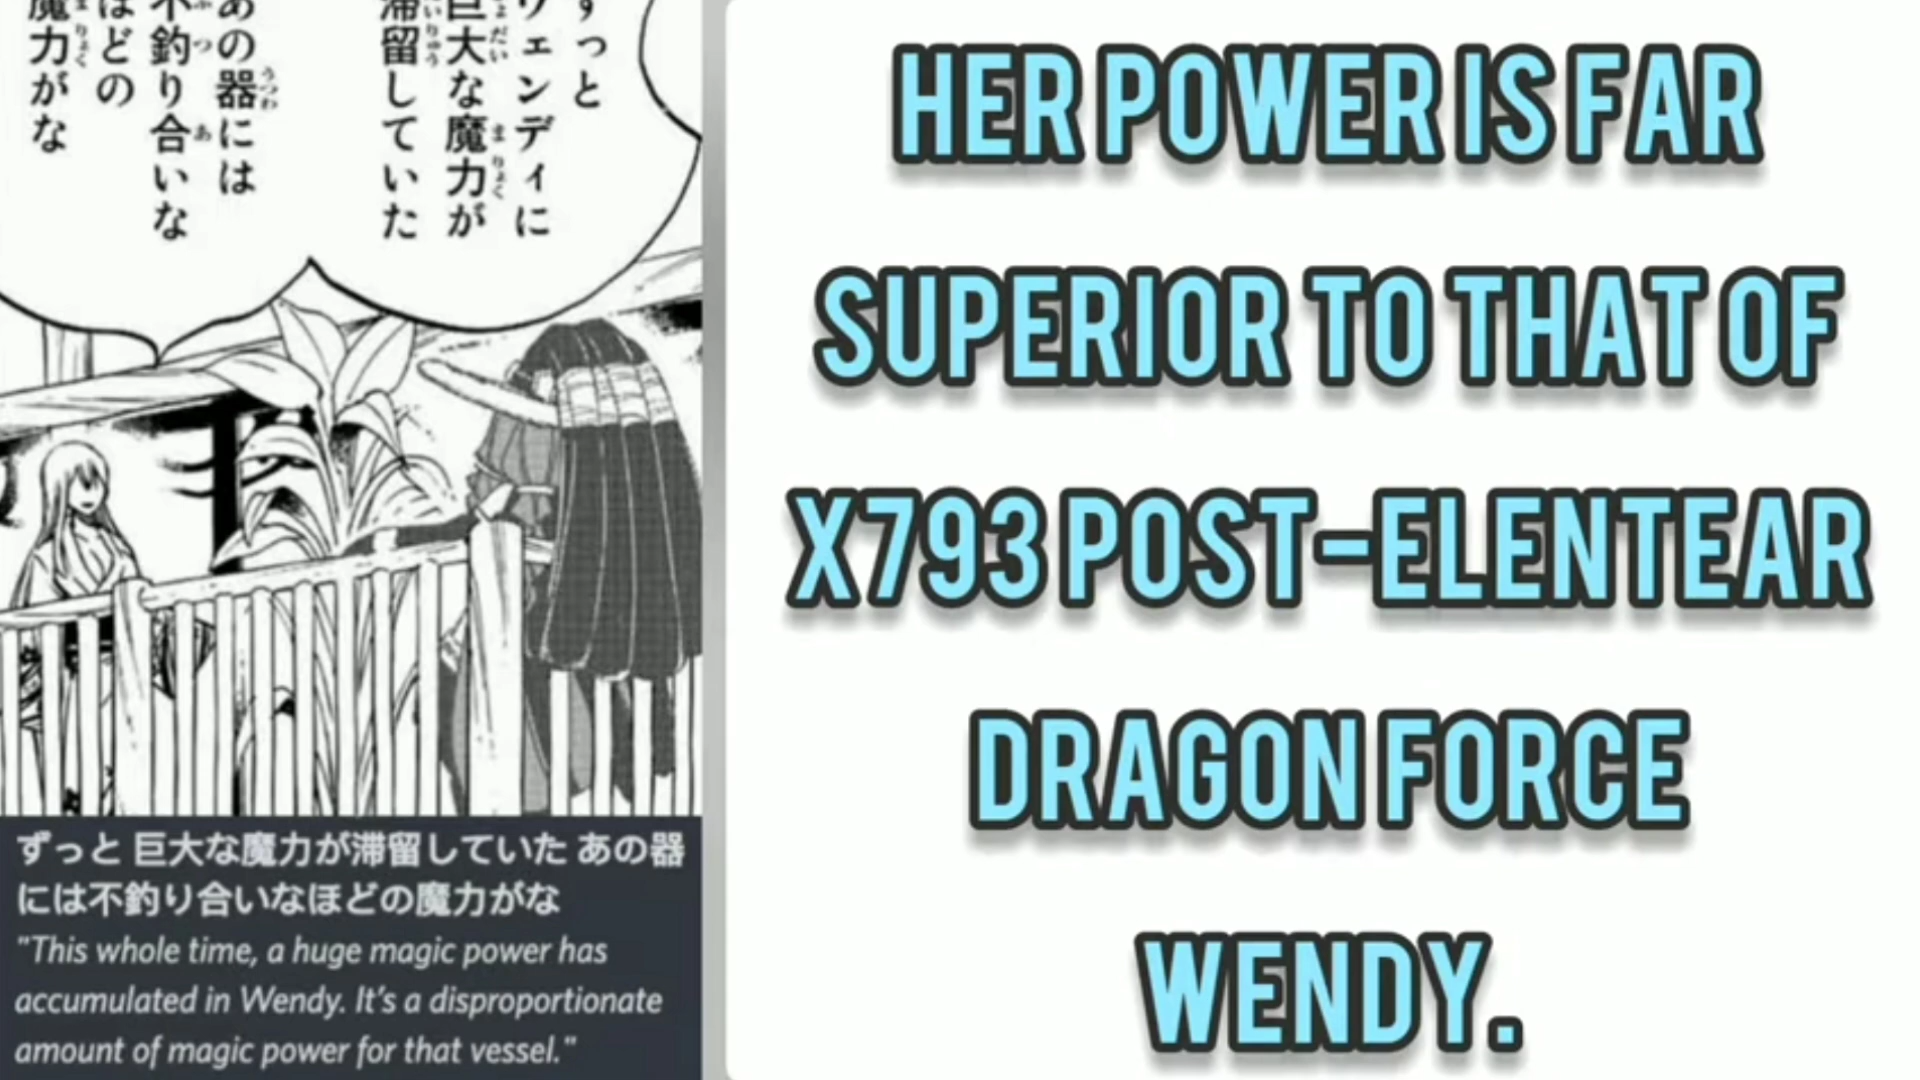 ずっと
ウェンディに
巨大な魔力が
滞留していた
あの器には
不釣り合いな
ほどの
魔力がな
ずっと 巨大な魔力が滞留していた あの器
には不釣り合いなほどの魔力がな
"This whole time, a huge magic power has
accumulated in Wendy. It's a disproportionate
amount of magic power for that vessel."
HER POWER IS FAR
SUPERIOR TO THAT OF
X793 POST-ELENTEAR
DRAGON FORCE
WENDY.